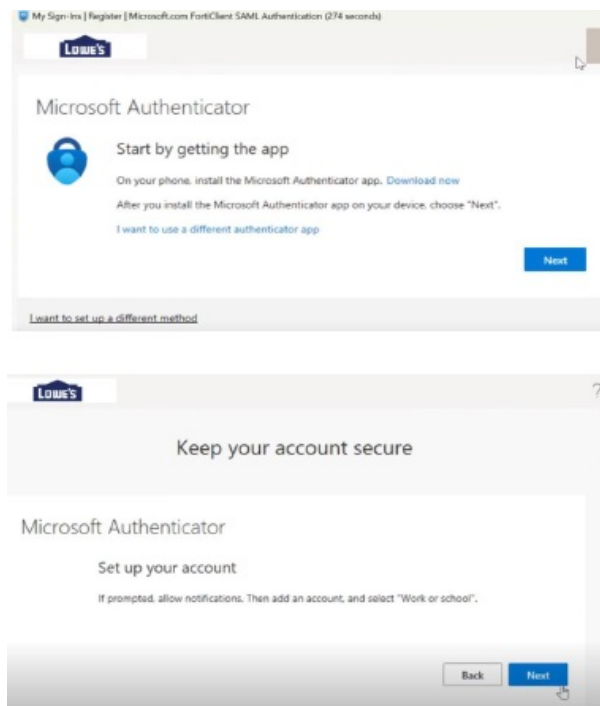 My Sign-Ins | Register | Microsoft.com FortiClient SAML Authentication (274 seconds)
LOWE'S
Microsoft Authenticator
Start by getting the app
On your phone, install the Microsoft Authenticator app. Download now
After you install the Microsoft Authenticator app on your device, choose "Next".
I want to use a different authenticator app
Next
I want to set up a different method
LOWE'S
?
Keep your account secure
Microsoft Authenticator
Set up your account
If prompted, allow notifications. Then add an account, and select "Work or school".
Back Next